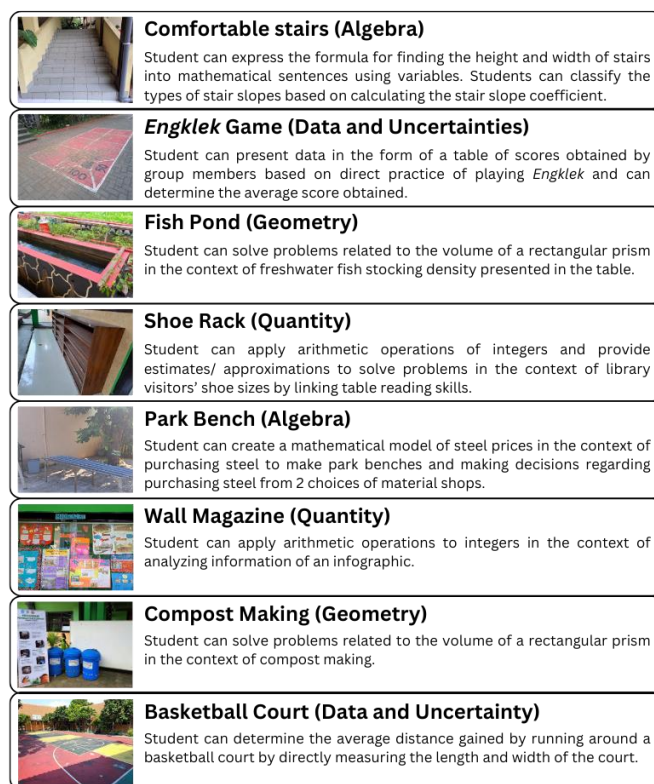 Comfortable stairs (Algebra)
Student can express the formula for finding the height and width of stairs
into mathematical sentences using variables. Students can classify the
types of stair slopes based on calculating the stair slope coefficient.
Engklek Game (Data and Uncertainties)
Student can present data in the form of a table of scores obtained by
group members based on direct practice of playing Engklek and can
determine the average score obtained.
Fish Pond (Geometry)
Student can solve problems related to the volume of a rectangular prism
in the context of freshwater fish stocking density presented in the table.
Shoe Rack (Quantity)
Student can apply arithmetic operations of integers and provide
estimates/ approximations to solve problems in the context of library
visitors’ shoe sizes by linking table reading skills.
Park Bench (Algebra)
Student can create a mathematical model of steel prices in the context of
purchasing steel to make park benches and making decisions regarding
purchasing steel from 2 choices of material shops.
Wall Magazine (Quantity)
Student can apply arithmetic operations to integers in the context of
analyzing information of an infographic.
Compost Making (Geometry)
Student can solve problems related to the volume of a rectangular prism
in the context of compost making.
Basketball Court (Data and Uncertainty)
Student can determine the average distance gained by running around a
basketball court by directly measuring the length and width of the court.